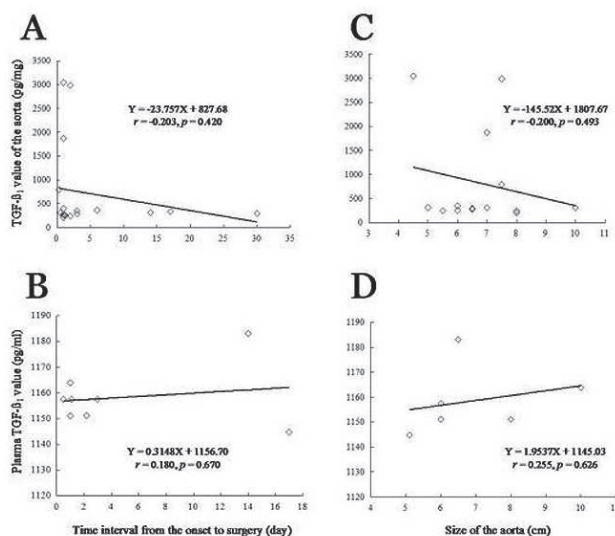 A
C
TGF-ß₁ value of the aorta (pg/mg)
3500
3000
2500
2000
1500
1000
500
0
Y = -23.757X + 827.68
r = -0.203, p = 0.420
0 5 10 15 20 25 30 35
3500
3000
2500
2000
1500
1000
500
0
Y = -145.52X + 1807.67
r = -0.200, p = 0.493
3 4 5 6 7 8 9 10 11
B
D
Plasma TGF-ß₁ value (pg/ml)
1190
1180
1170
1160
1150
1140
1130
1120
Y = 0.3148X + 1156.70
r = 0.180, p = 0.670
0 2 4 6 8 10 12 14 16 18
Time interval from the onset to surgery (day)
1190
1180
1170
1160
1150
1140
1130
1120
Y = 1.9537X + 1145.03
r = 0.255, p = 0.626
4 5 6 7 8 9 10
Size of the aorta (cm)